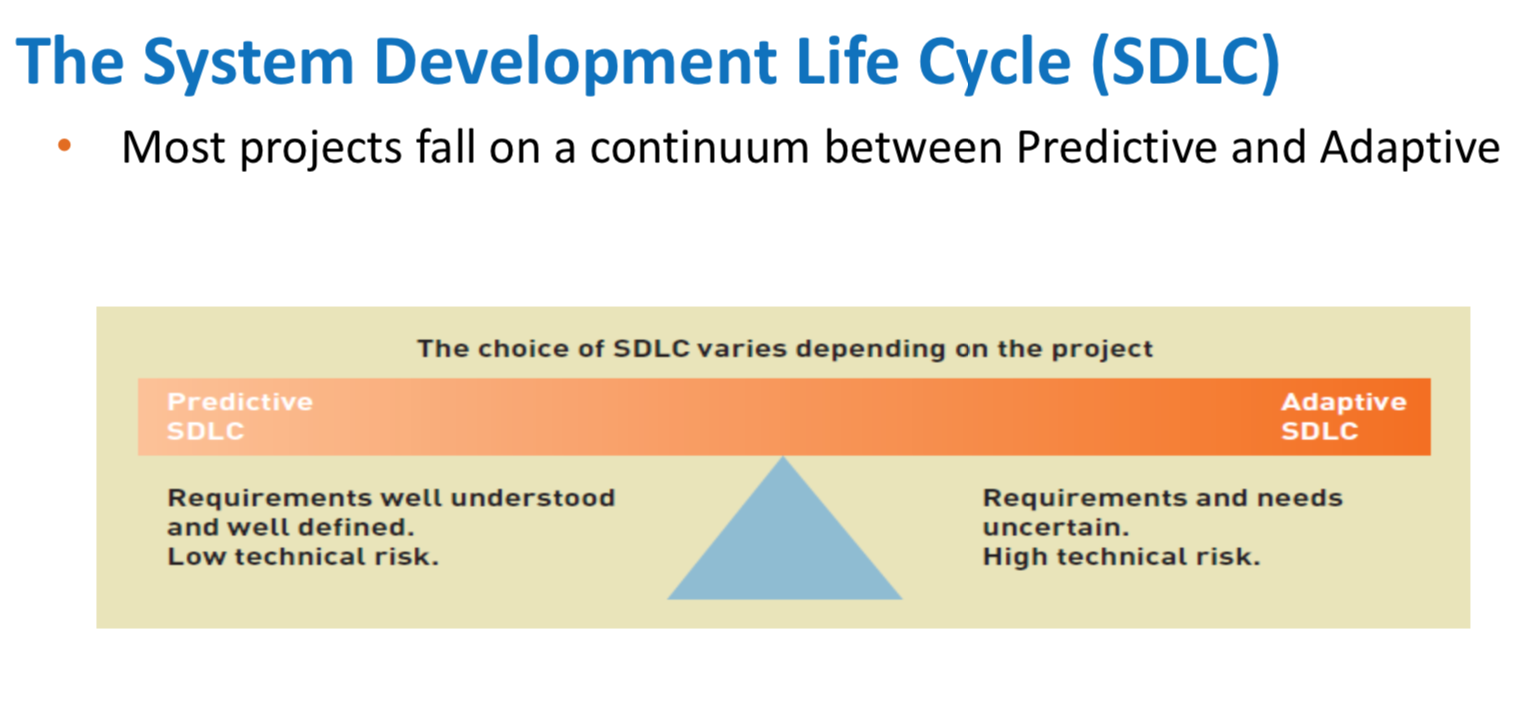 The System Development Life Cycle (SDLC)
• Most projects fall on a continuum between Predictive and Adaptive
The choice of SDLC varies depending on the project
Predictive
SDLC
Adaptive
SDLC
Requirements well understood
and well defined.
Low technical risk.
Requirements and needs
uncertain.
High technical risk.